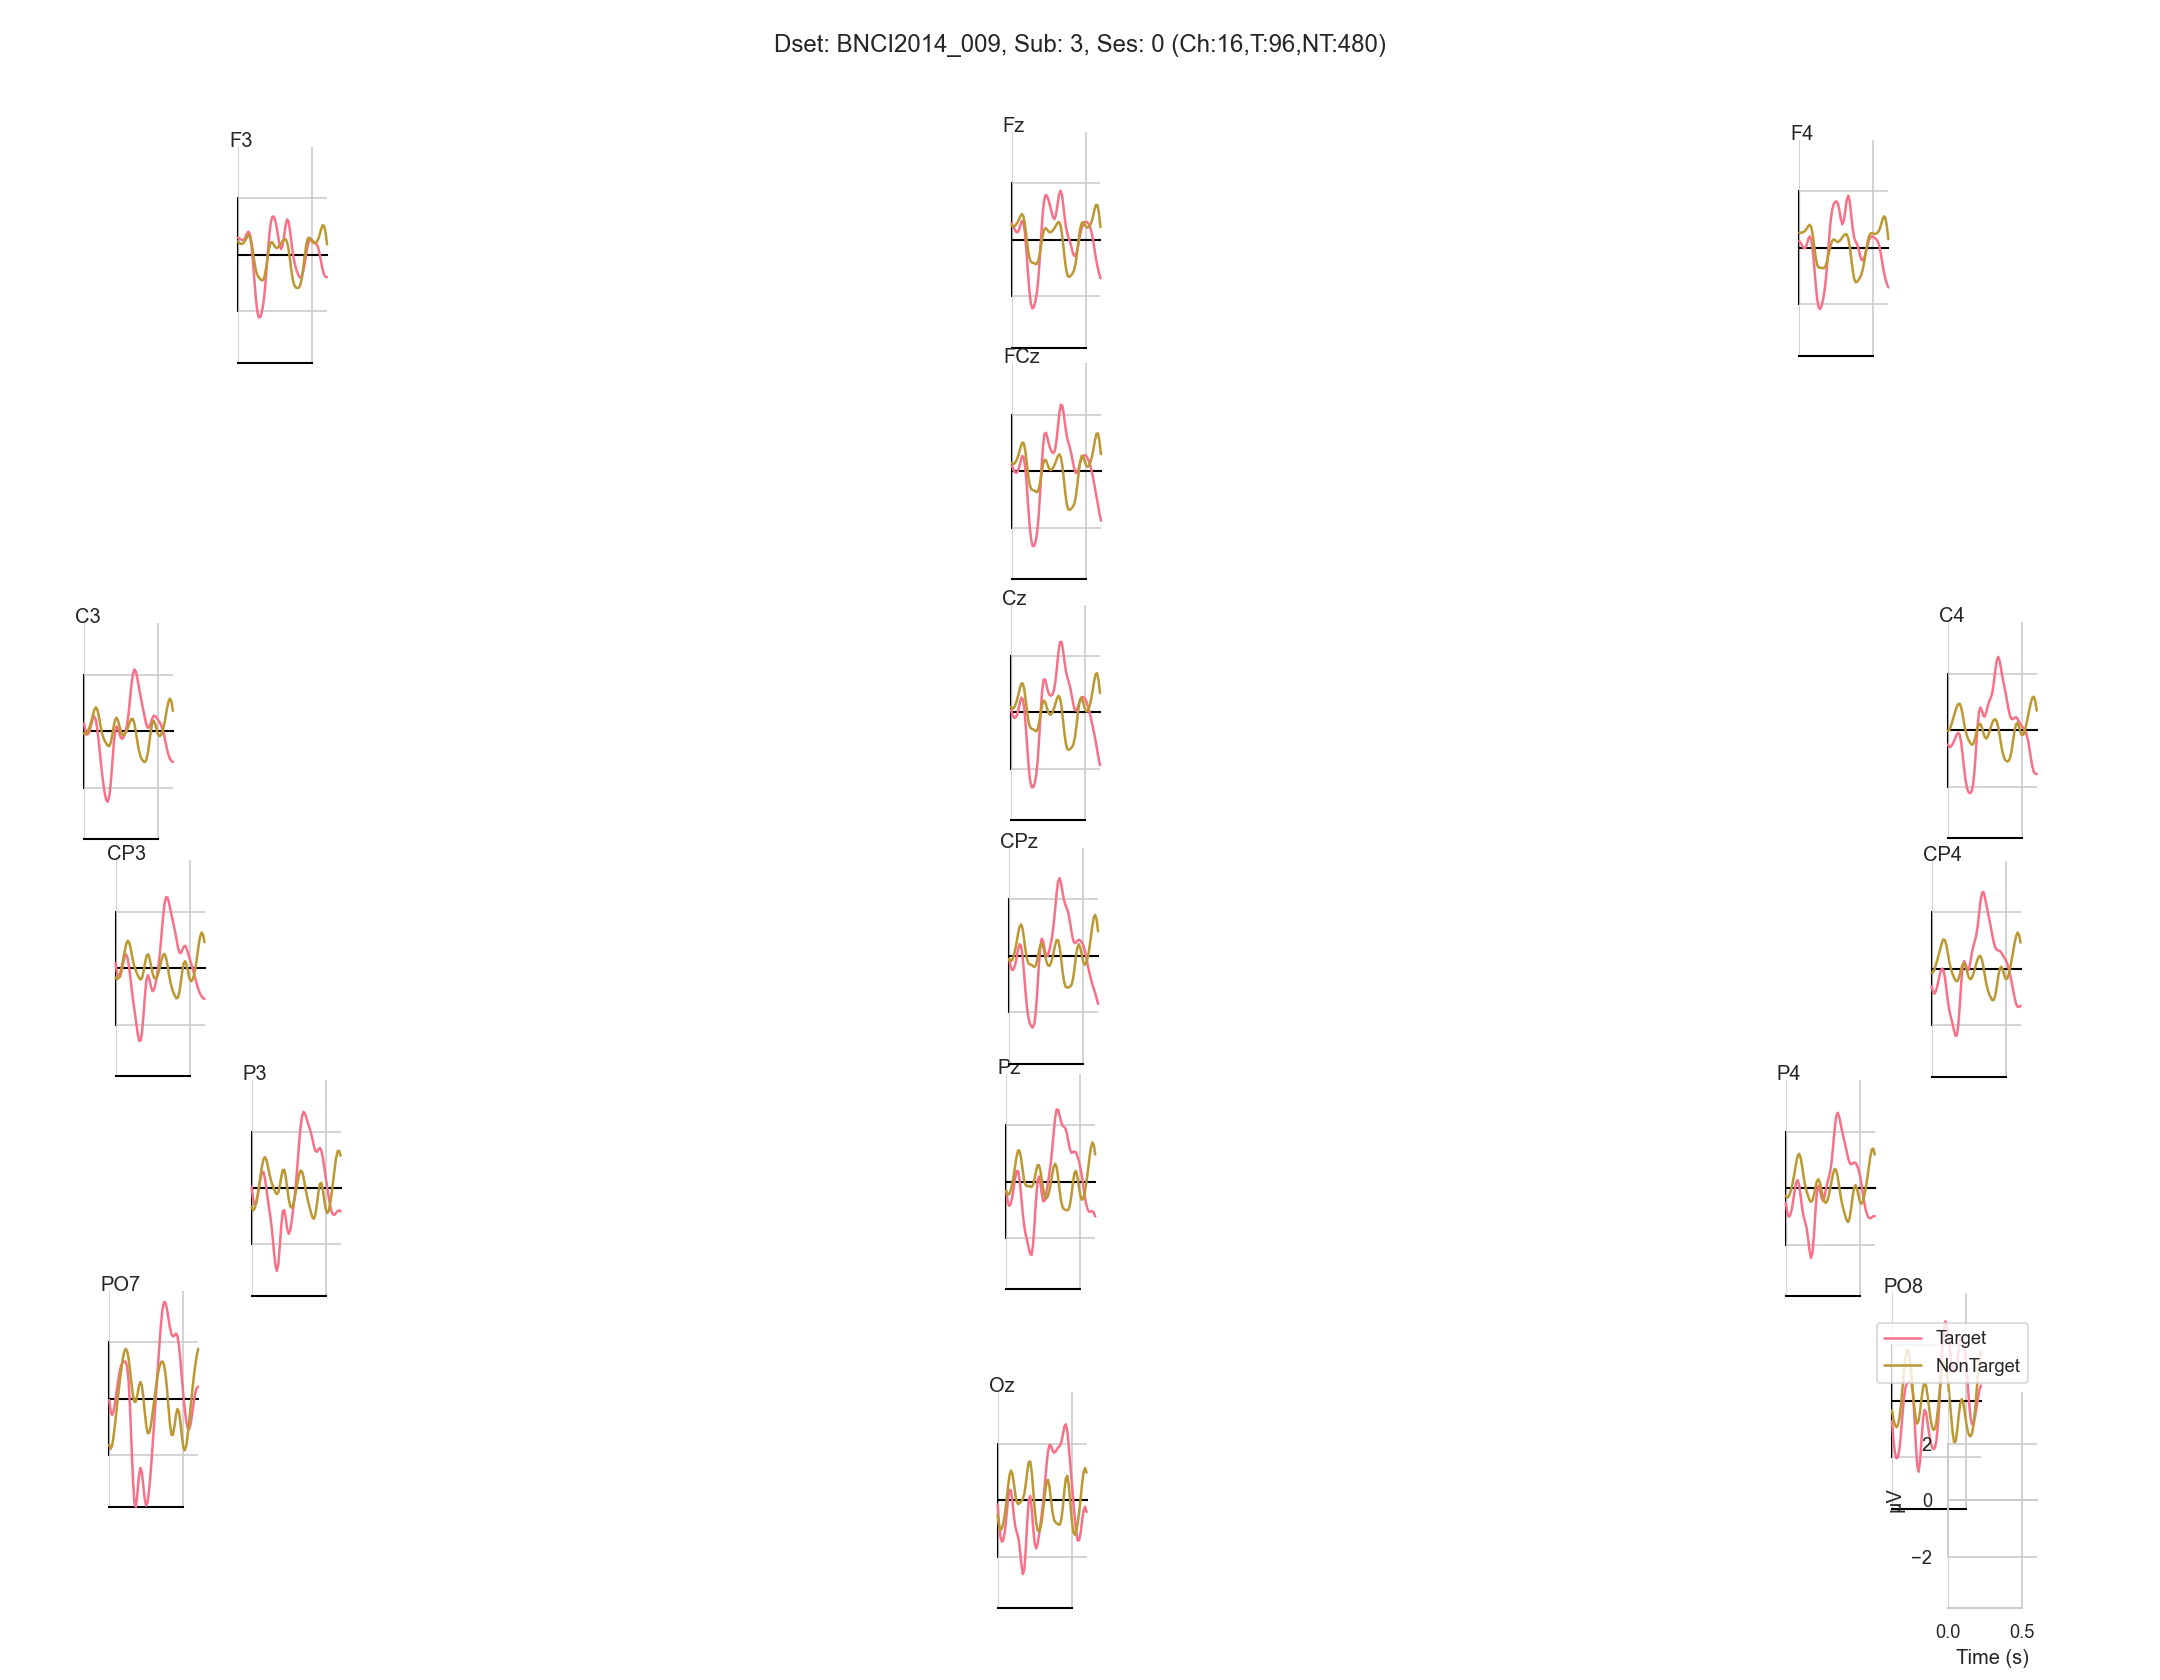 Dset: BNCI2014_009, Sub: 3, Ses: 0 (Ch:16,T:96,NT:480)
F3
Fz
F4
FCz
C3
Cz
C4
CP3
CPz
CP4
P3
Pz
P4
PO7
PO8
Target
NonTarget
Oz
2
0
−2
µV
0.0 0.5
Time (s)